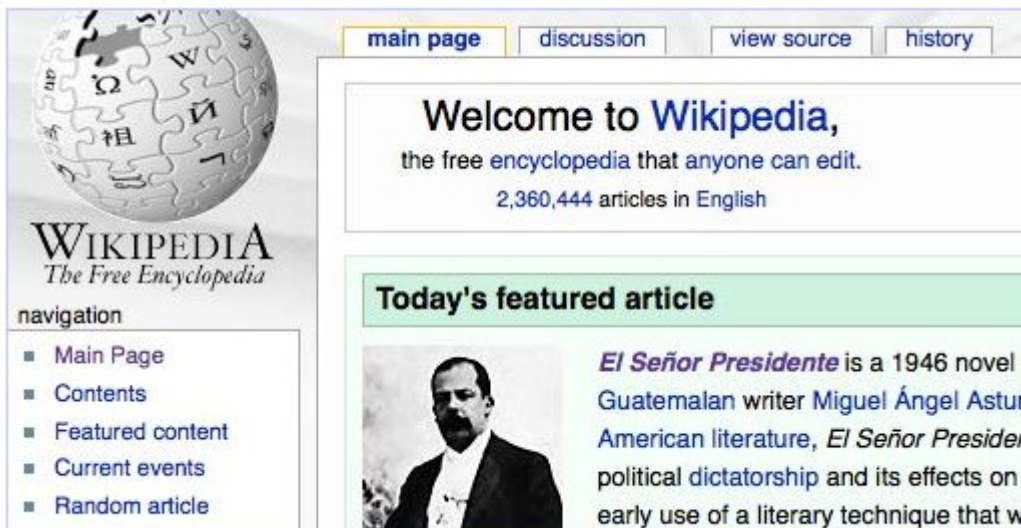 main page discussion view source history
Welcome to Wikipedia,
the free encyclopedia that anyone can edit.
2,360,444 articles in English
Ω W И 祖
WIKIPEDIA
The Free Encyclopedia
navigation
Main Page
Contents
Featured content
Current events
Random article
Today's featured article
El Señor Presidente is a 1946 novel
Guatemalan writer Miguel Ángel Astur
American literature, El Señor Presiden
political dictatorship and its effects on
early use of a literary technique that w